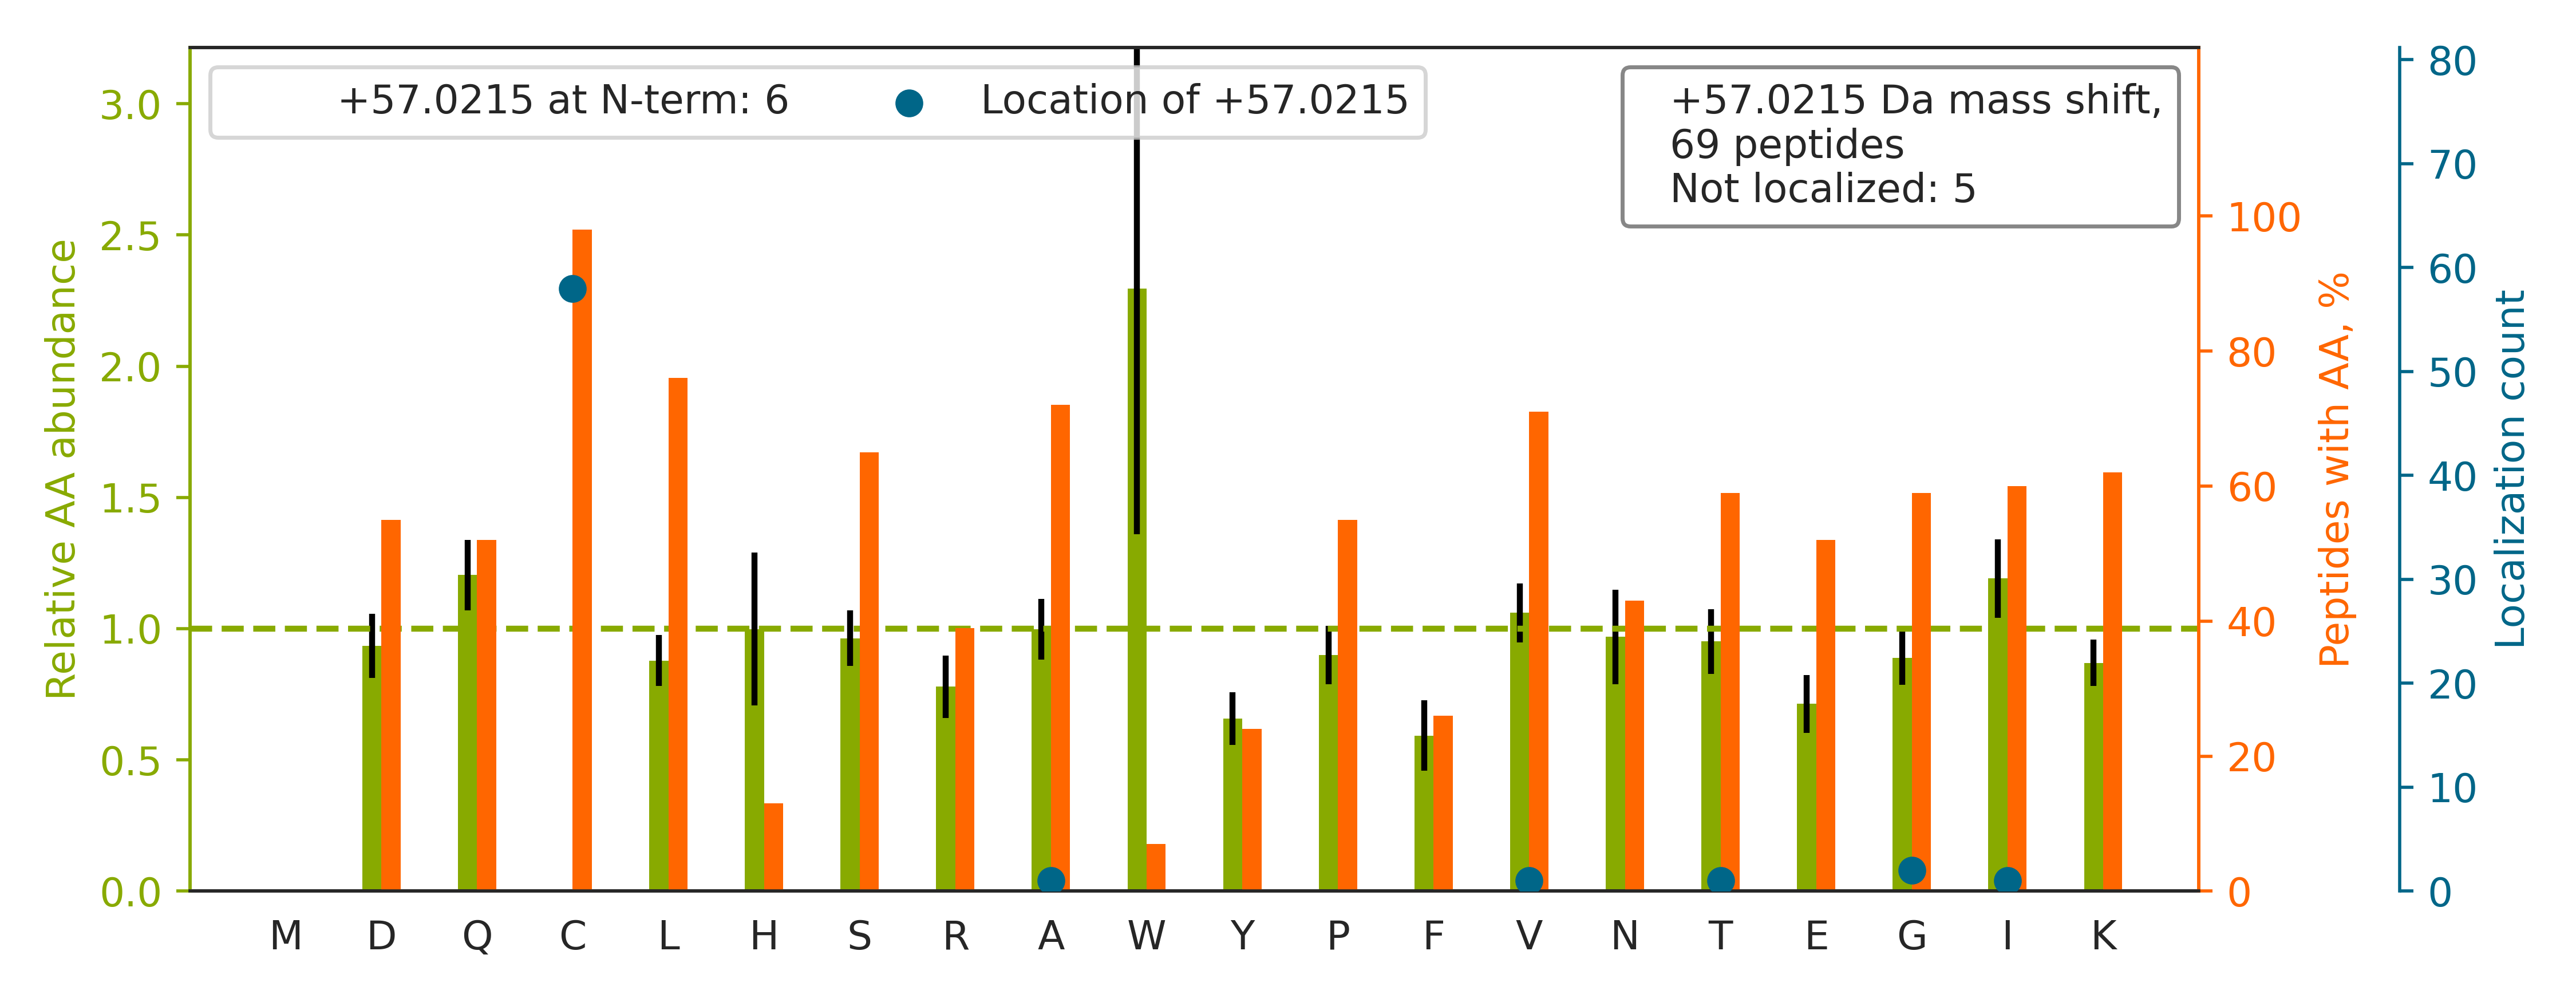 +57.0215 at N-term: 6
Location of +57.0215
+57.0215 Da mass shift,
69 peptides
Not localized: 5
Relative AA abundance
3.0
2.5
2.0
1.5
1.0
0.5
0.0
100
80
60
40
20
0
Peptides with AA, %
80
70
60
50
40
30
20
10
0
Localization count
M D Q C L H S R A W Y P F V N T E G I K